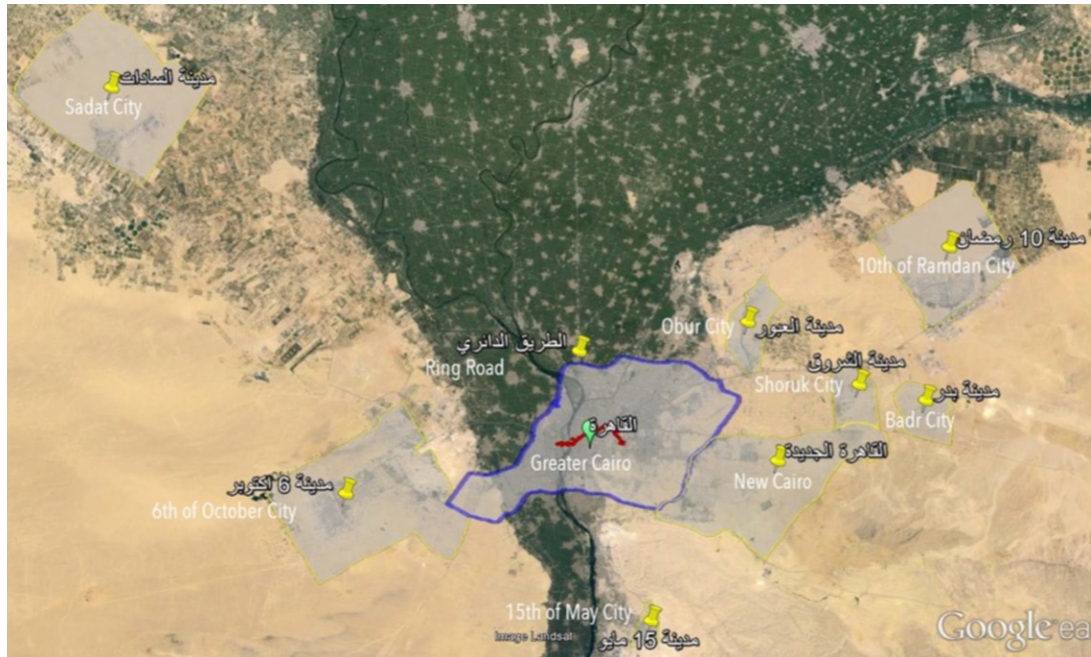 مدينة السادات
Sadat City
مدينة 10 رمضان
10th of Ramdan City
Obur City
مدينة العبور
الطريق الدائري
Ring Road
مدينة الشروق
Shoruk City
مدينة بدر
Badr City
القاهرة
Greater Cairo
القاهرة الجديدة
New Cairo
مدينة 6 اكتوبر
6th of October City
15th of May City
مدينة 15 مايو
Image Landsat
Google ea